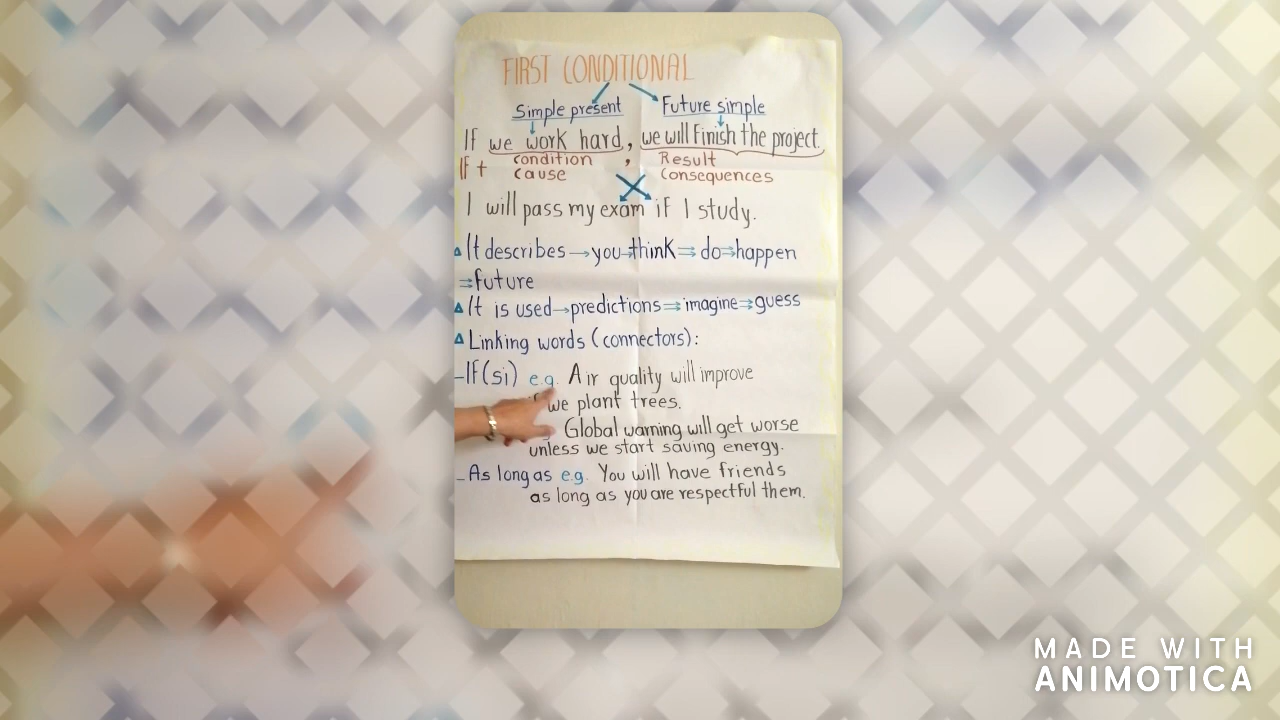 FIRST CONDITIONAL
Simple present Future simple
If we work hard, we will finish the project.
IF + condition , Result
cause Consequences
I will pass my exam if I study.
It describes → you → think ⇒ do ⇒ happen
⇒ future
It is used → predictions ⇒ imagine ⇒ guess
Linking words (connectors):
- IF (si) e.g. Air quality will improve
we plant trees.
Global warning will get worse
unless we start saving energy.
- As long as e.g. You will have friends
as long as you are respectful them.
MADE WITH
ANIMOTICA